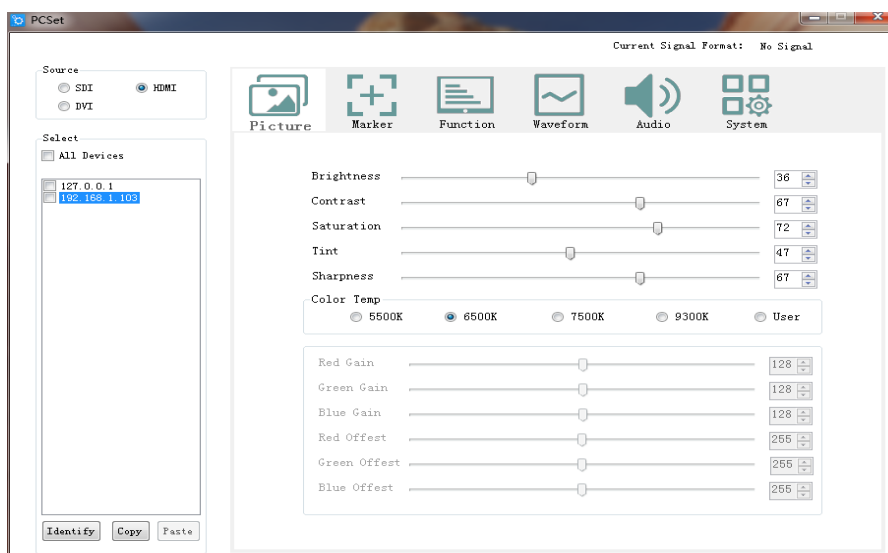 PCSet
Current Signal Format: No Signal
Source
SDI HDMI
DVI
Select
All Devices
127.0.0.1
192.168.1.103
Identify Copy Paste
Picture Marker Function Waveform Audio System
Brightness 36
Contrast 67
Saturation 72
Tint 47
Sharpness 67
Color Temp
5500K 6500K 7500K 9300K User
Red Gain 128
Green Gain 128
Blue Gain 128
Red Offest 255
Green Offest 255
Blue Offest 255